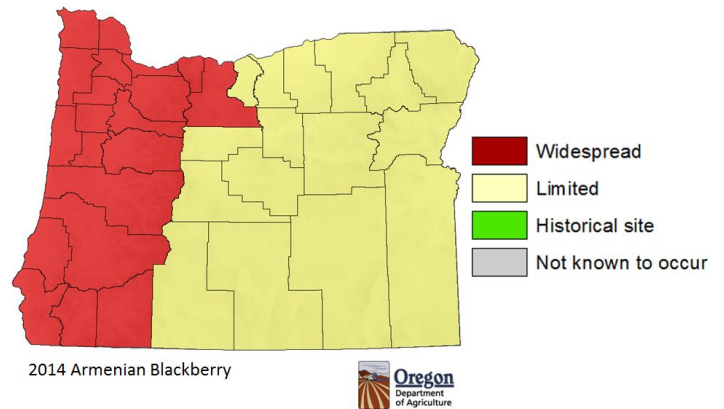 Widespread
Limited
Historical site
Not known to occur
2014 Armenian Blackberry
Oregon
Department
of Agriculture